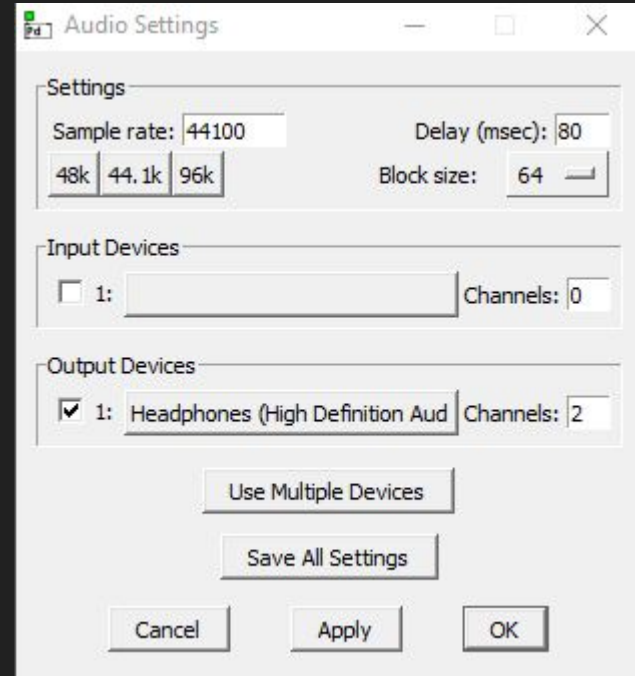 Pd Audio Settings
Settings
Sample rate: 44100 Delay (msec): 80
48k 44.1k 96k Block size: 64
Input Devices
1: Channels: 0
Output Devices
1: Headphones (High Definition Aud Channels: 2
Use Multiple Devices
Save All Settings
Cancel Apply OK